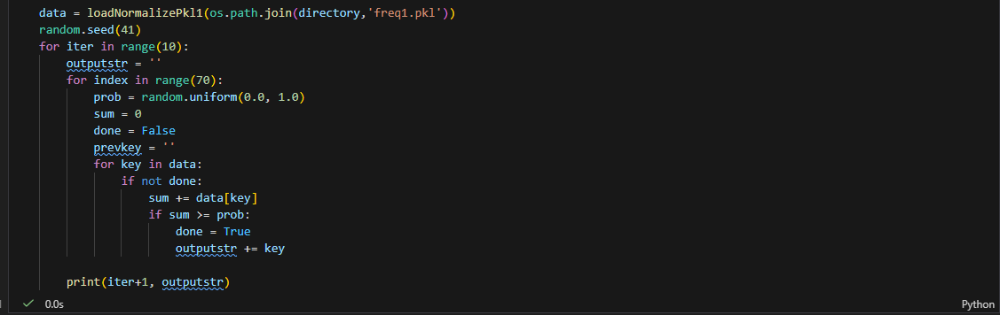 data = loadNormalizePkl1(os.path.join(directory,'freq1.pkl'))
random.seed(41)
for iter in range(10):
    outputstr = ''
    for index in range(70):
        prob = random.uniform(0.0, 1.0)
        sum = 0
        done = False
        prevkey = ''
        for key in data:
            if not done:
                sum += data[key]
                if sum >= prob:
                    done = True
                    outputstr += key
    print(iter+1, outputstr)
0.0s
Python